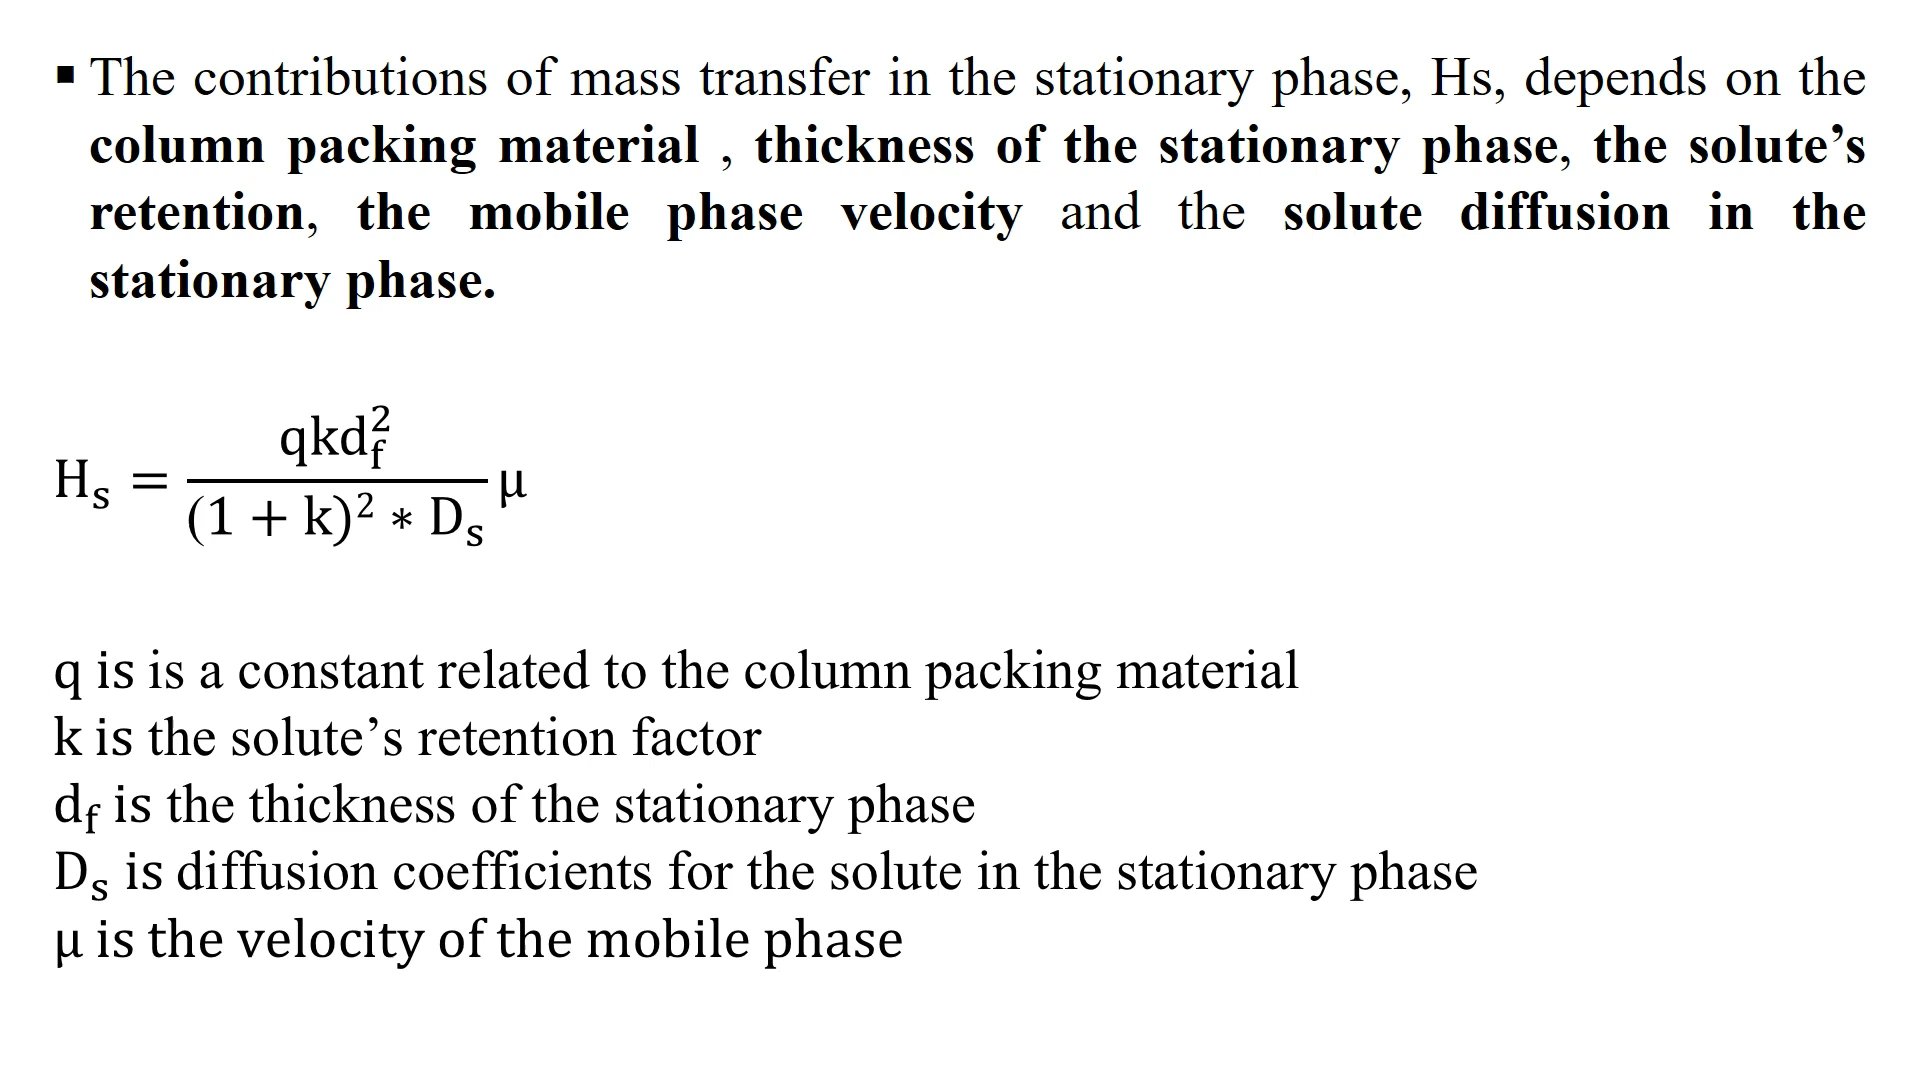 ▪ The contributions of mass transfer in the stationary phase, Hs, depends on the
column packing material , thickness of the stationary phase, the solute’s
retention, the mobile phase velocity and the solute diffusion in the
stationary phase.
H_s = \frac{qkd_f^2}{(1 + k)^2 * D_s} μ
q is is a constant related to the column packing material
k is the solute’s retention factor
d_f is the thickness of the stationary phase
D_s is diffusion coefficients for the solute in the stationary phase
μ is the velocity of the mobile phase